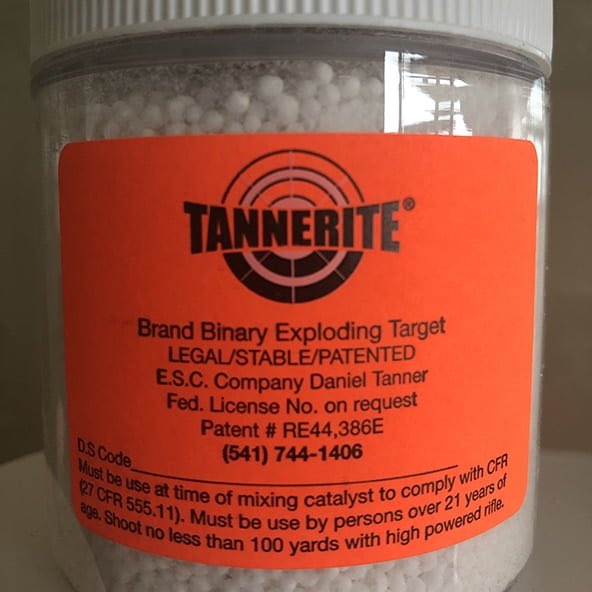 TANNERITE®
Brand Binary Exploding Target
LEGAL/STABLE/PATENTED
E.S.C. Company Daniel Tanner
Fed. License No. on request
Patent # RE44,386E
(541) 744-1406
D.S Code
Must be use at time of mixing catalyst to comply with CFR
(27 CFR 555.11). Must be use by persons over 21 years of
age. Shoot no less than 100 yards with high powered rifle.